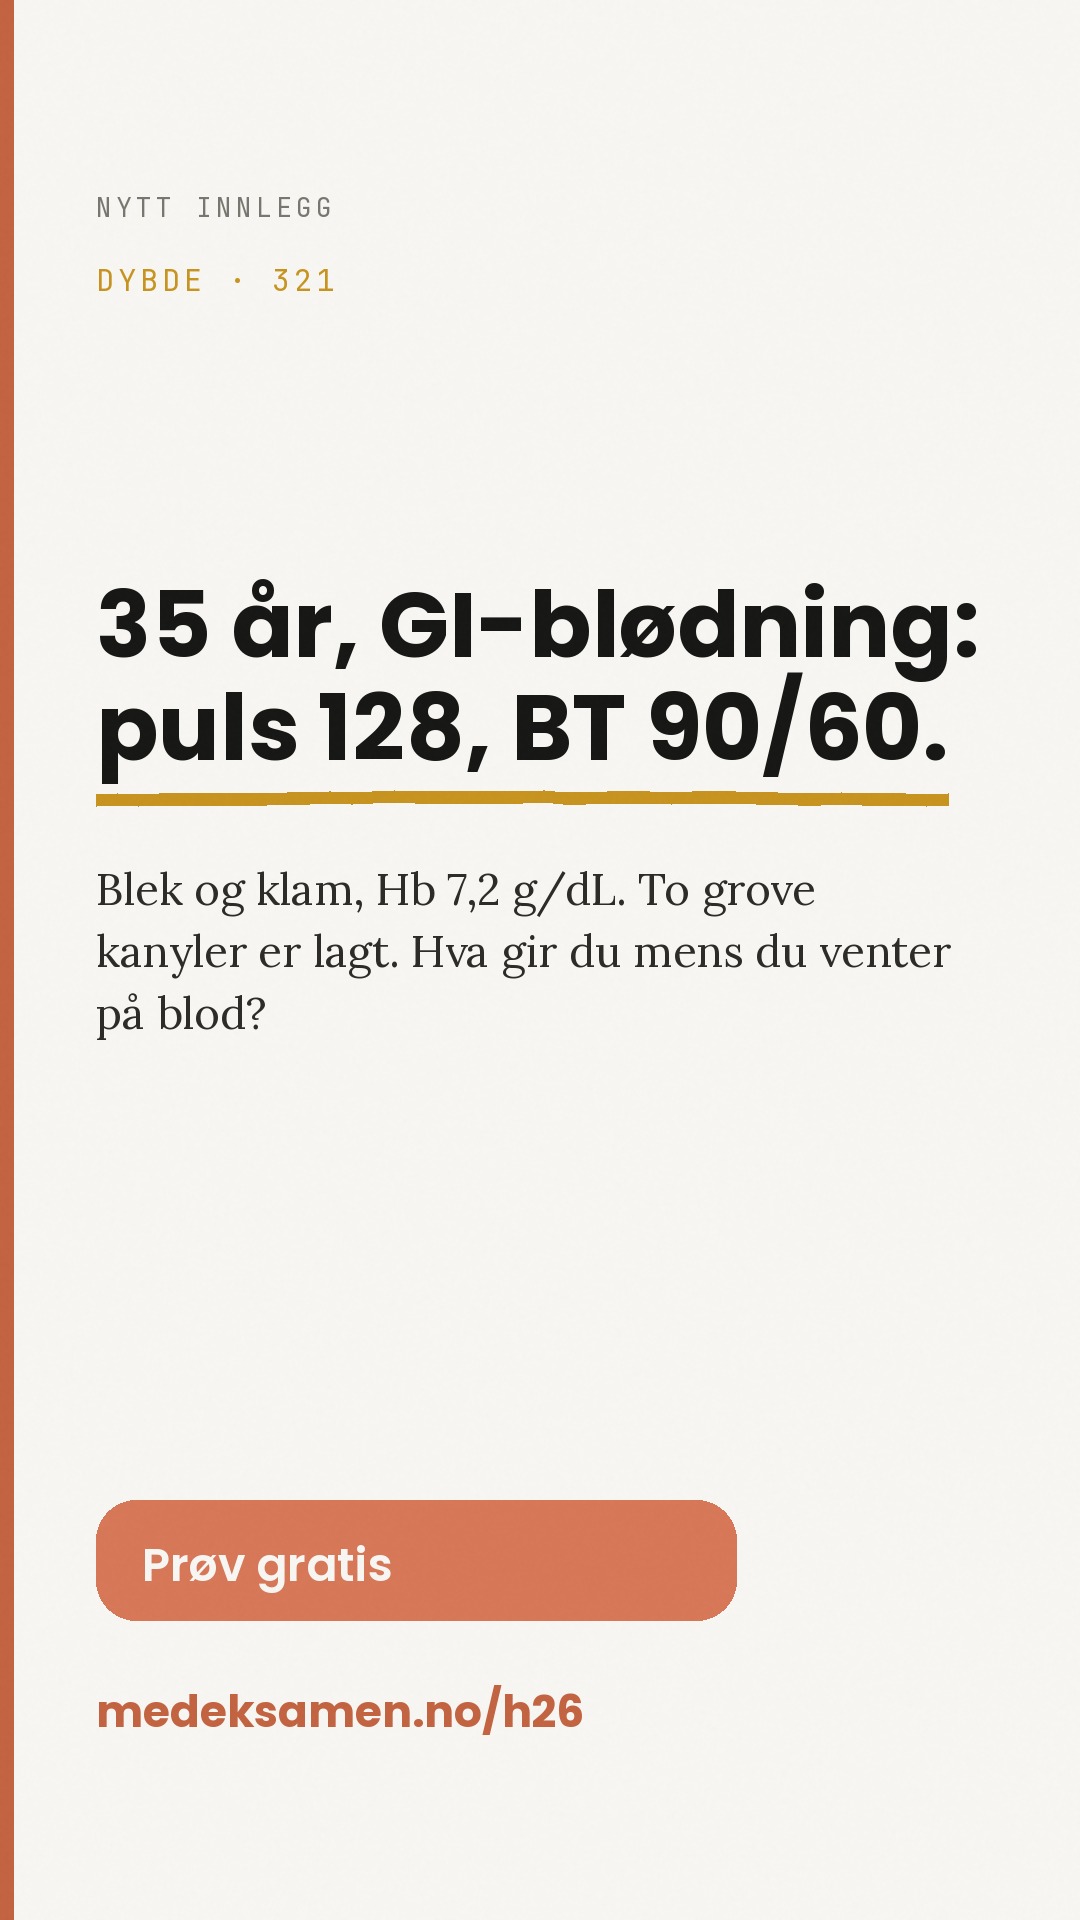 NYTT INNLEGG
DYBDE · 321
35 år, GI-blødning:
puls 128, BT 90/60.
Blek og klam, Hb 7,2 g/dL. To grove
kanyler er lagt. Hva gir du mens du venter
på blod?
Prøv gratis
medeksamen.no/h26